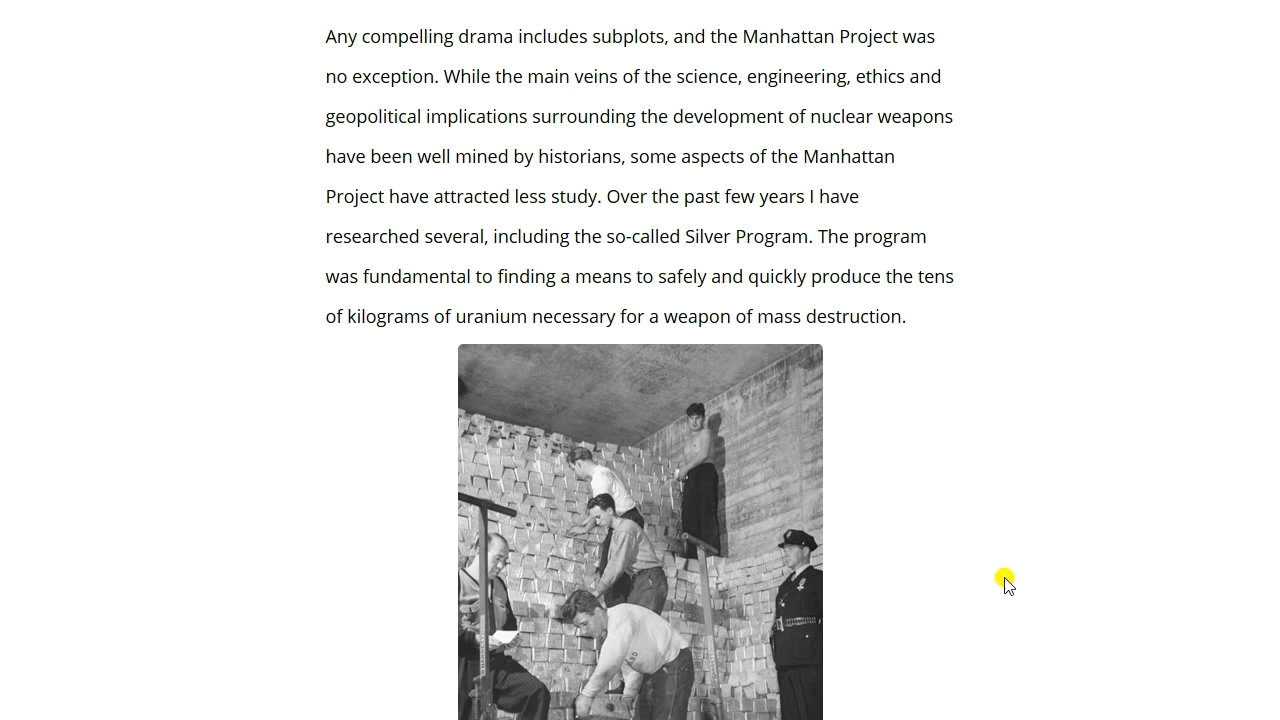 Any compelling drama includes subplots, and the Manhattan Project was
no exception. While the main veins of the science, engineering, ethics and
geopolitical implications surrounding the development of nuclear weapons
have been well mined by historians, some aspects of the Manhattan
Project have attracted less study. Over the past few years I have
researched several, including the so-called Silver Program. The program
was fundamental to finding a means to safely and quickly produce the tens
of kilograms of uranium necessary for a weapon of mass destruction.